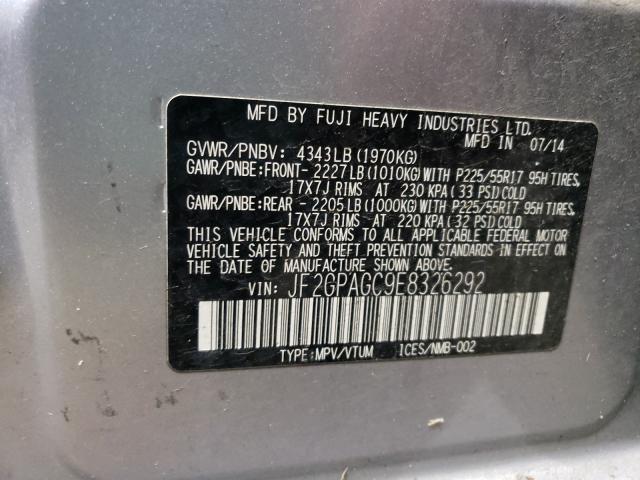 MFD BY FUJI HEAVY INDUSTRIES LTD.
MFD IN 07/14
GVWR/PNBV: 4343LB (1970KG)
GAWR/PNBE:FRONT- 2227 LB (1010KG) WITH P225/55R17 95H TIRES,
17X7J RIMS AT 230 KPA ( 33 PSI) COLD
GAWR/PNBE:REAR - 2205 LB (1000KG) WITH P225/55R17 95H TIRES,
17X7J RIMS AT 220 KPA ( 32 PSI) COLD
THIS VEHICLE CONFORMS TO ALL APPLICABLE FEDERAL MOTOR
VEHICLE SAFETY AND THEFT PREVENTION STANDARDS IN EFFECT ON
THE DATE OF MANUFACTURE SHOWN ABOVE.
VIN: JF2GPAGC9E8326292
TYPE: MPV/VTUM ICES/NMB-002